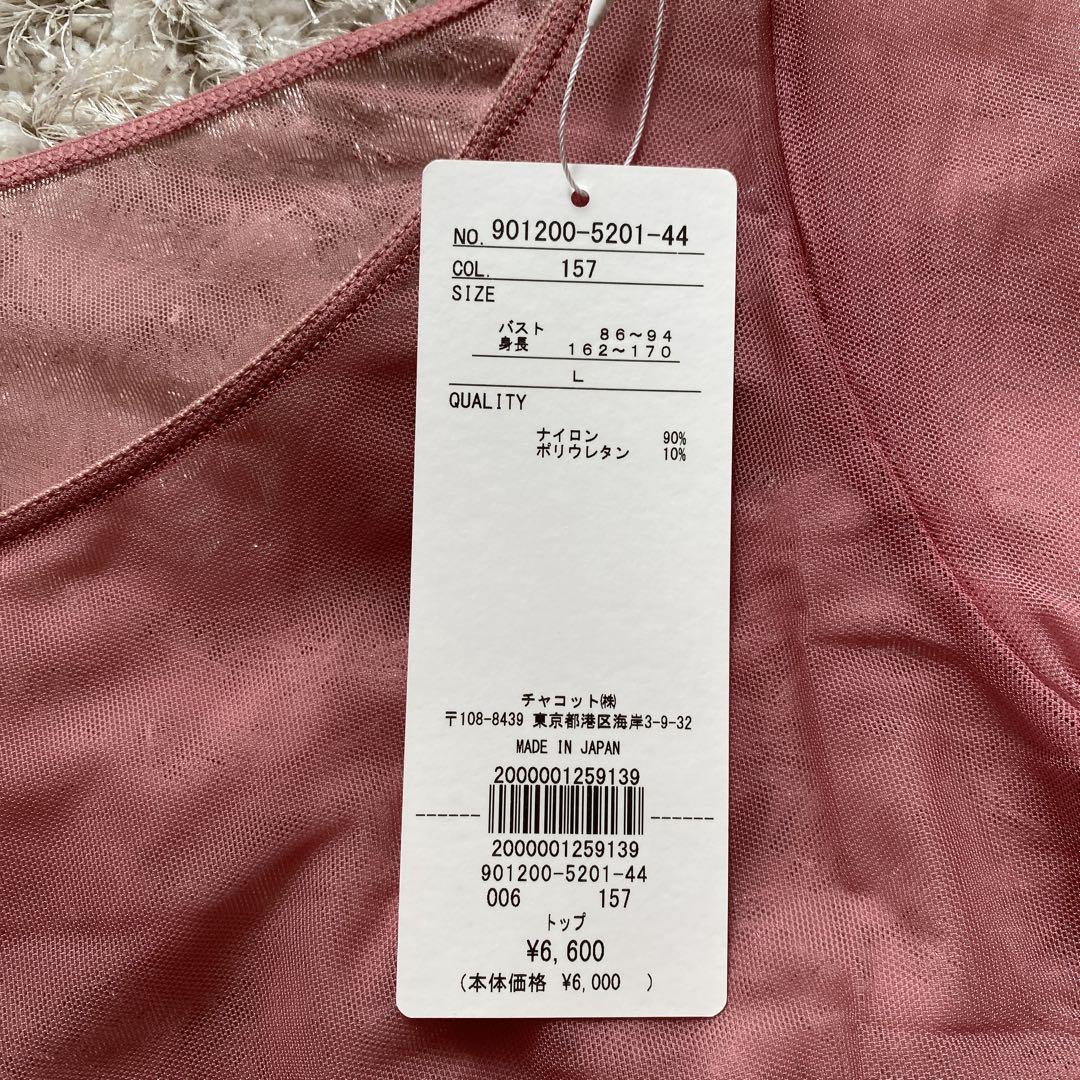 NO. 901200-5201-44
COL. 157
SIZE
バスト 86~94
身長 162~170
L
QUALITY
ナイロン 90%
ポリウレタン 10%
チャコット㈱
〒108-8439 東京都港区海岸3-9-32
MADE IN JAPAN
2000001259139
2000001259139
901200-5201-44
006 157
トップ
¥6,600
(本体価格 ¥6,000 )